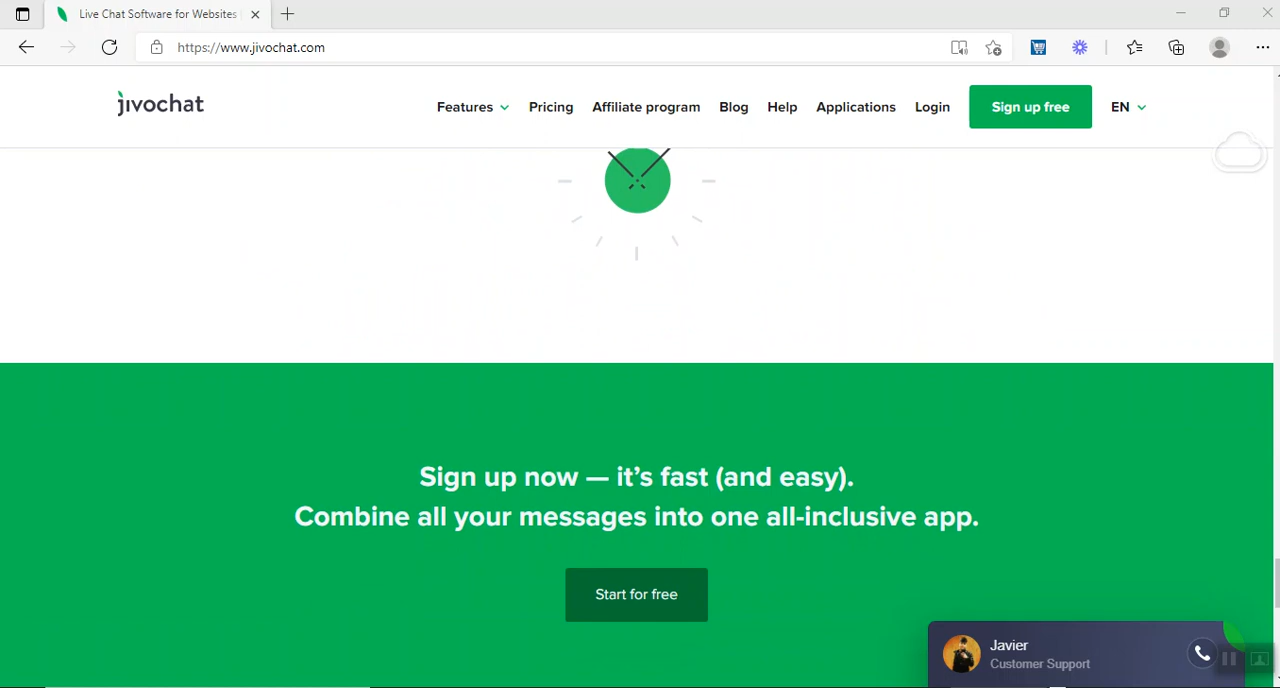 Live Chat Software for Websites
https://www.jivochat.com
jivochat
Features
Pricing
Affiliate program
Blog
Help
Applications
Login
Sign up free
EN
Sign up now — it's fast (and easy).
Combine all your messages into one all-inclusive app.
Start for free
Javier
Customer Support